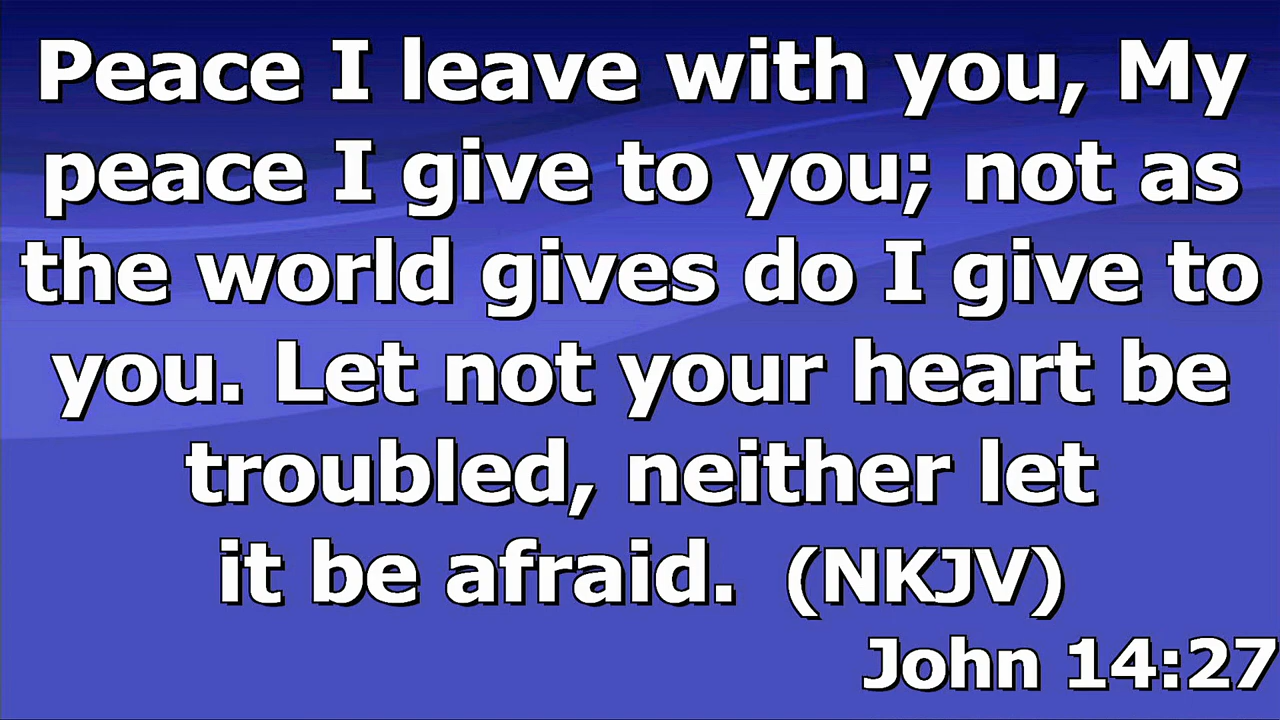 Peace I leave with you, My
peace I give to you; not as
the world gives do I give to
you. Let not your heart be
troubled, neither let
it be afraid. (NKJV)
John 14:27